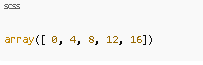 scss
array([ 0, 4, 8, 12, 16])